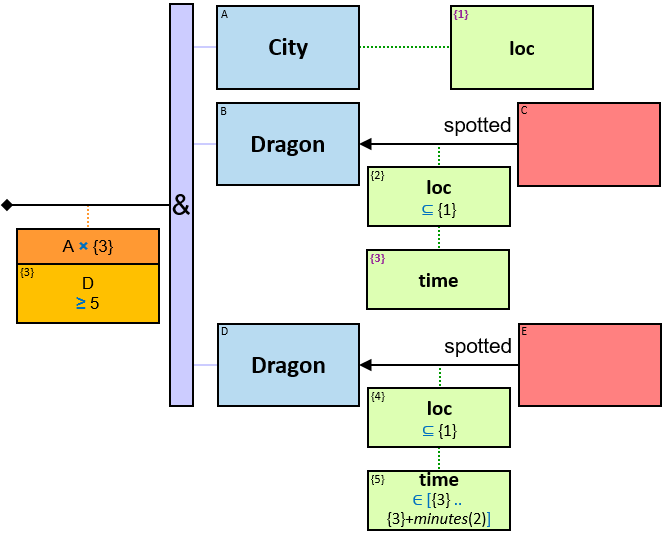 A
City
{1}
loc
B
Dragon
spotted
C
{2}
loc
⊆ {1}
{3}
time
&
A × {3}
{3}
D
≥ 5
D
Dragon
spotted
E
{4}
loc
⊆ {1}
{5}
time
∈ [{3} ..
{3}+minutes(2)]